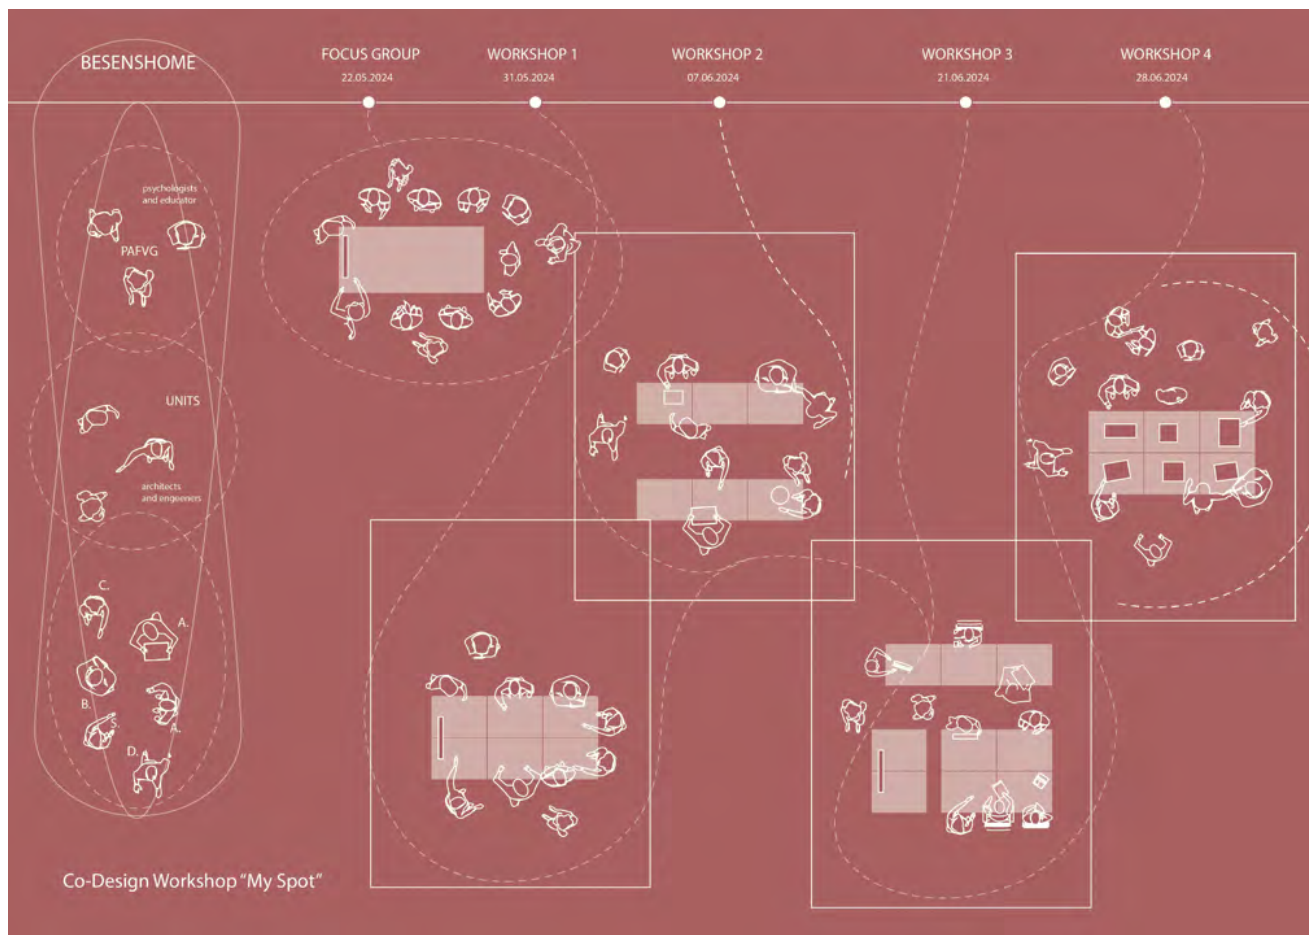 BESENSHOME
FOCUS GROUP
22.05.2024
WORKSHOP 1
31.05.2024
WORKSHOP 2
07.06.2024
WORKSHOP 3
21.06.2024
WORKSHOP 4
28.06.2024
psychologists
and educator
PAFVG
UNITS
architects
and engeneers
C.
A.
B.
S.
A.
D.
Co-Design Workshop “My Spot”